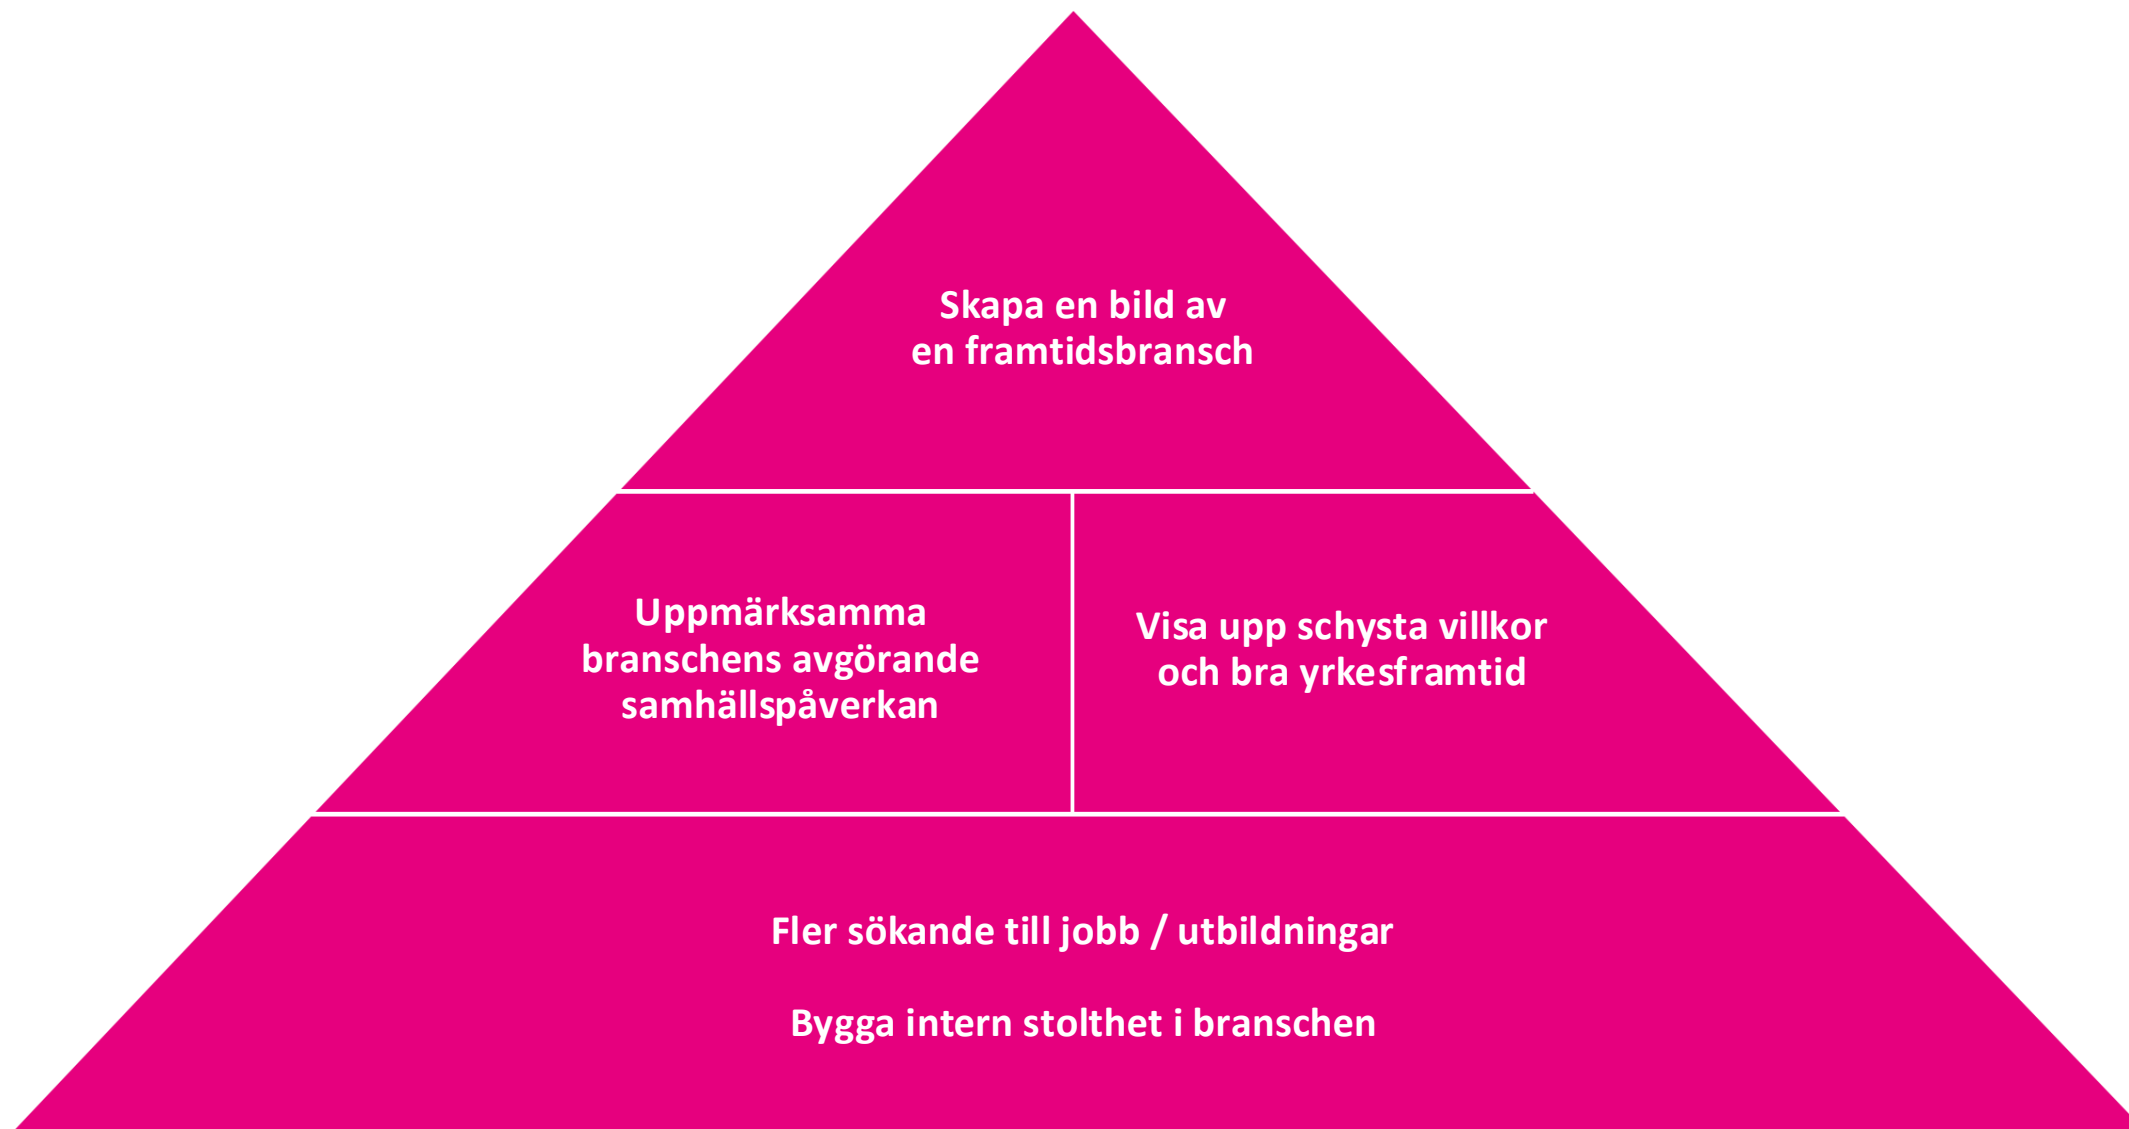 Skapa en bild av
en framtidsbransch
Uppmärksamma
branschens avgörande
samhällspåverkan
Visa upp schysta villkor
och bra yrkesframtid
Fler sökande till jobb / utbildningar
Bygga intern stolthet i branschen